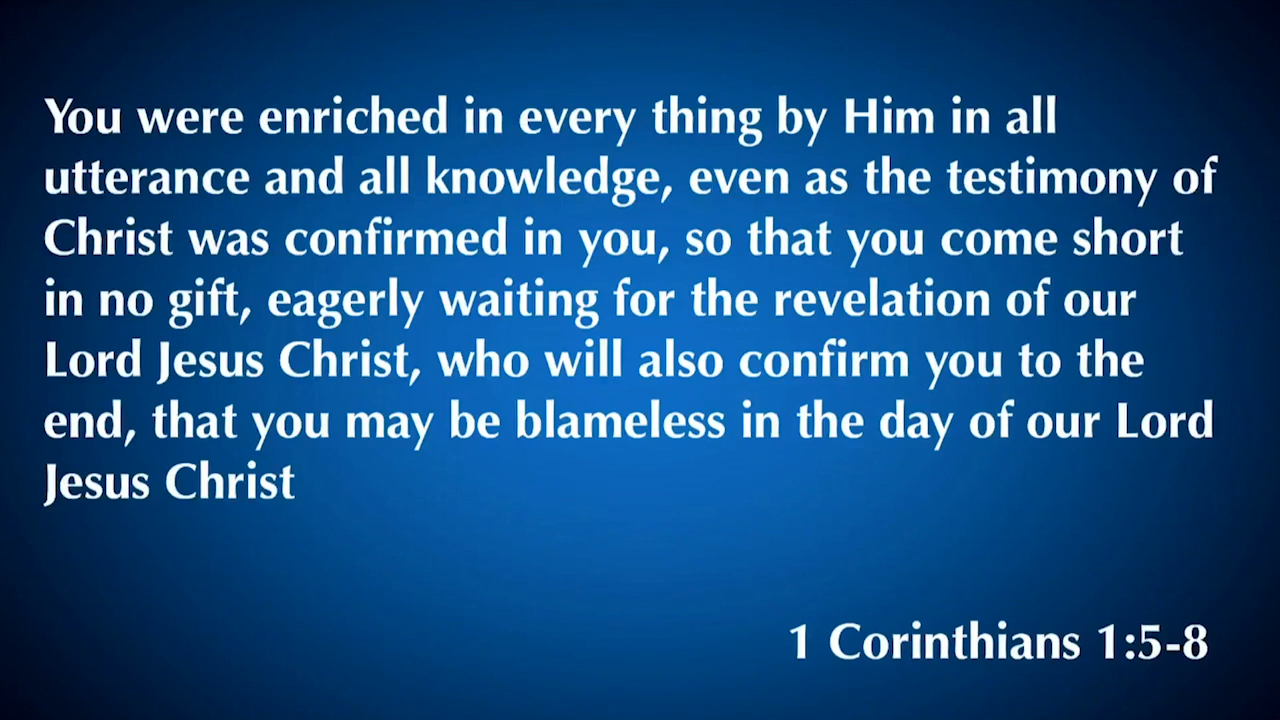 You were enriched in every thing by Him in all
utterance and all knowledge, even as the testimony of
Christ was confirmed in you, so that you come short
in no gift, eagerly waiting for the revelation of our
Lord Jesus Christ, who will also confirm you to the
end, that you may be blameless in the day of our Lord
Jesus Christ
1 Corinthians 1:5-8